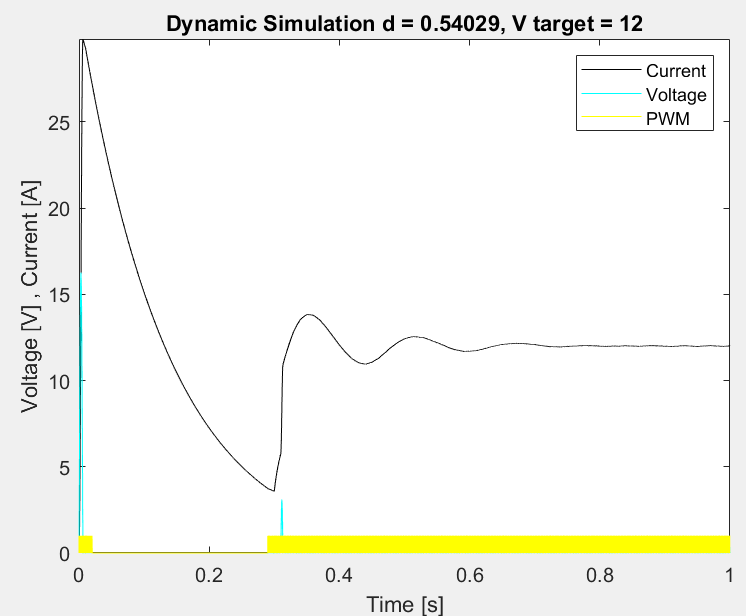 Dynamic Simulation d = 0.54029, V target = 12
Current
Voltage
PWM
Voltage [V] , Current [A]
25
20
15
10
5
0
0 0.2 0.4 0.6 0.8 1
Time [s]